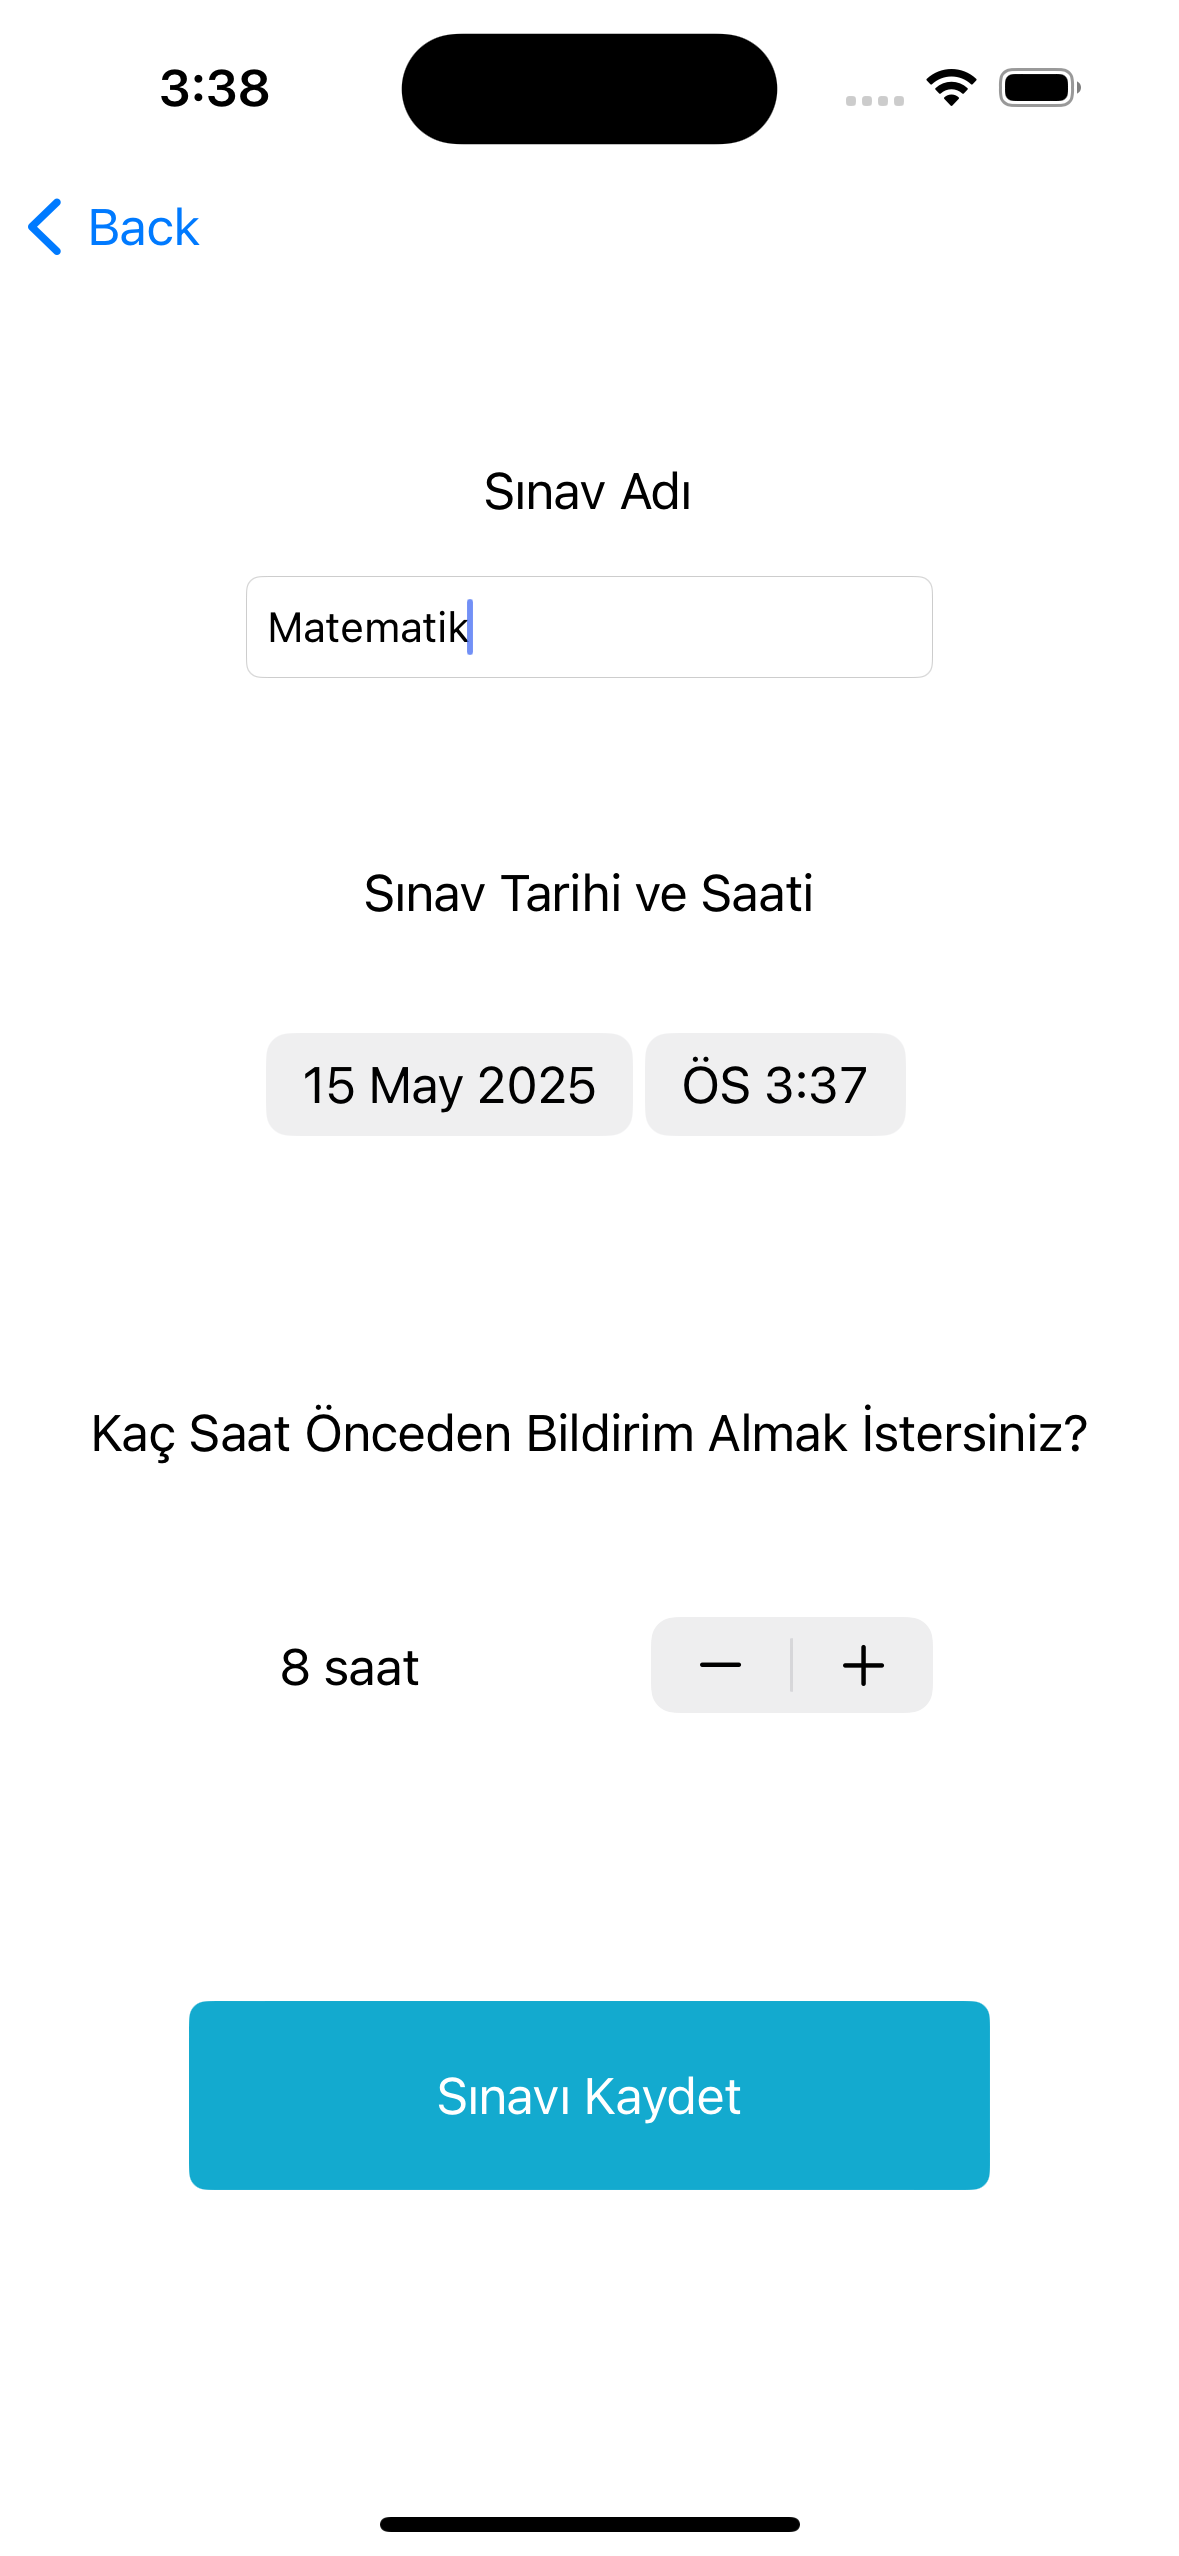 3:38
Back
Sınav Adı
Matematik
Sınav Tarihi ve Saati
15 May 2025 ÖS 3:37
Kaç Saat Önceden Bildirim Almak İstersiniz?
8 saat
Sınavı Kaydet